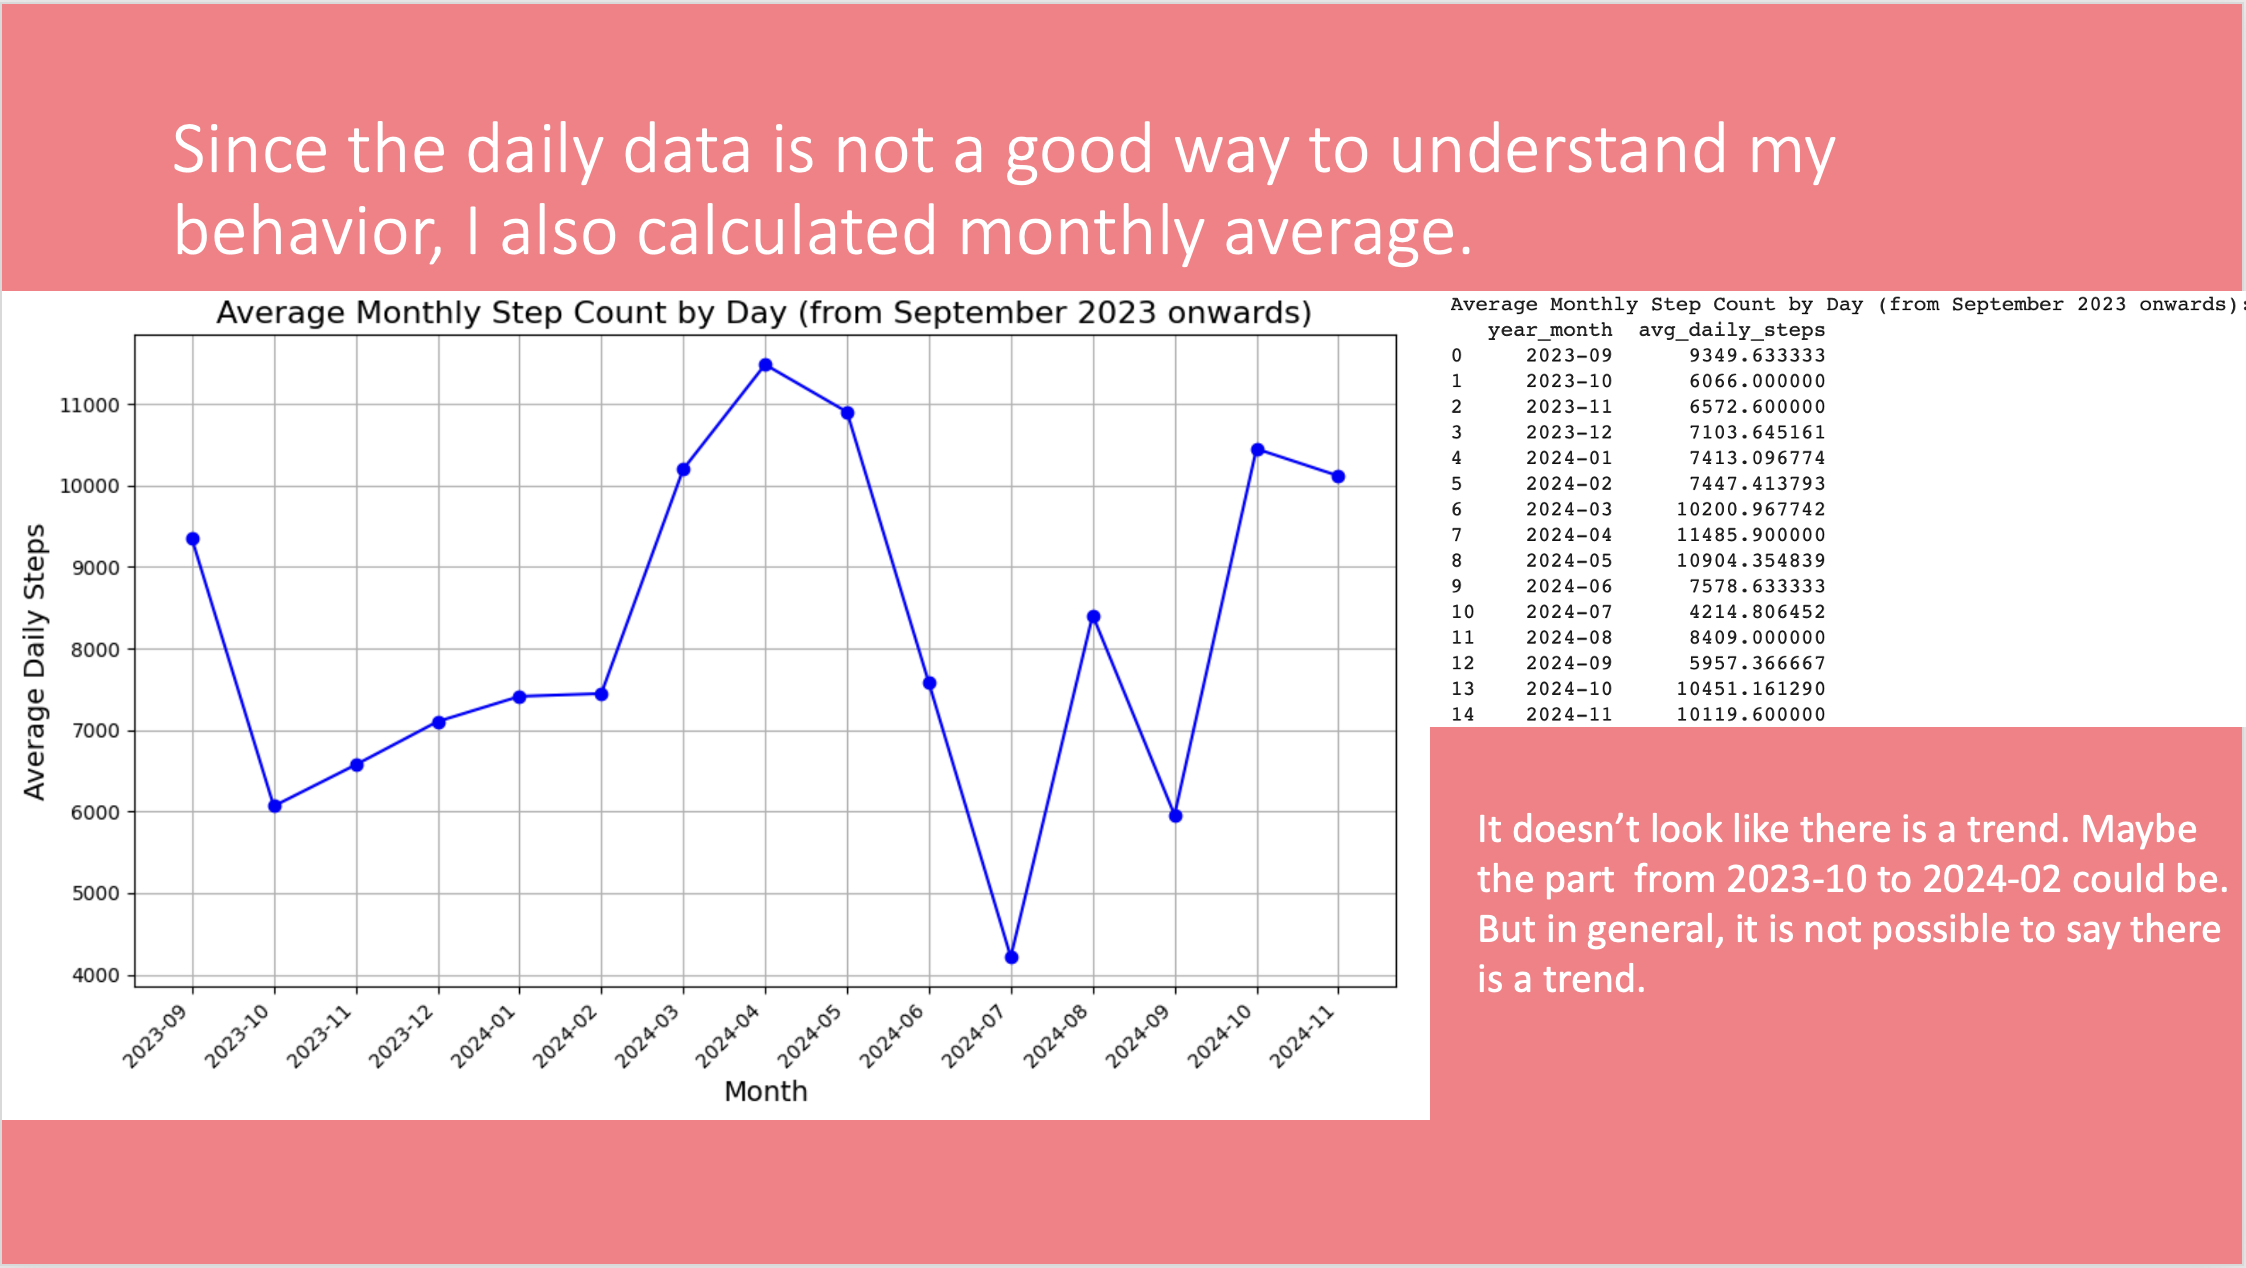 Since the daily data is not a good way to understand my
behavior, I also calculated monthly average.
Average Monthly Step Count by Day (from September 2023 onwards)
Average Daily Steps
11000
10000
9000
8000
7000
6000
5000
4000
2023-09
2023-10
2023-11
2023-12
2024-01
2024-02
2024-03
2024-04
2024-05
2024-06
2024-07
2024-08
2024-09
2024-10
2024-11
Month
Average Monthly Step Count by Day (from September 2023 onwards):
year_month avg_daily_steps
0 2023-09 9349.633333
1 2023-10 6066.000000
2 2023-11 6572.600000
3 2023-12 7103.645161
4 2024-01 7413.096774
5 2024-02 7447.413793
6 2024-03 10200.967742
7 2024-04 11485.900000
8 2024-05 10904.354839
9 2024-06 7578.633333
10 2024-07 4214.806452
11 2024-08 8409.000000
12 2024-09 5957.366667
13 2024-10 10451.161290
14 2024-11 10119.600000
It doesn’t look like there is a trend. Maybe
the part  from 2023-10 to 2024-02 could be.
But in general, it is not possible to say there
is a trend.